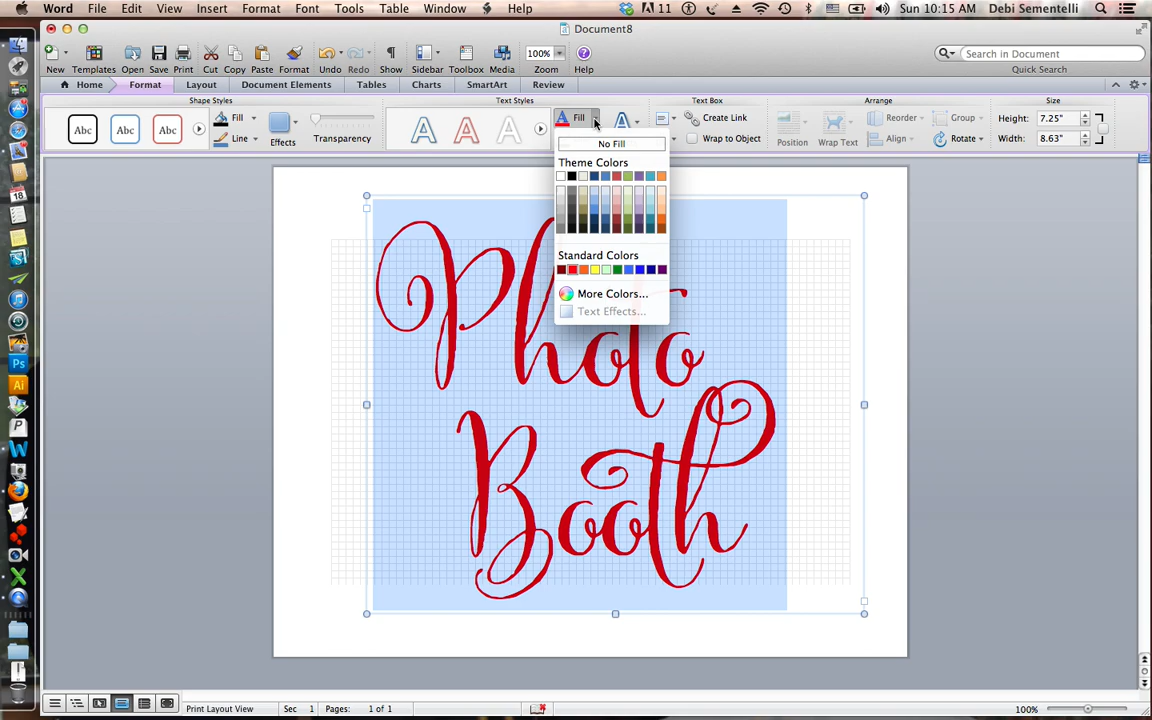 Word File Edit View Insert Format Font Tools Table Window Help 11 Sun 10:15 AM Debi Sementelli
Document8
New Templates Open Save Print Cut Copy Paste Format Undo Redo Show Sidebar Toolbox Media 100% Zoom Help Search in Document Quick Search
Home Format Layout Document Elements Tables Charts SmartArt Review
Shape Styles Text Styles Text Box Arrange Size
Abc Abc Abc Fill Line Effects Transparency A A A Fill Create Link Wrap to Object Position Wrap Text Reorder Align Group Rotate Height: 7.25" Width: 8.63"
No Fill
Theme Colors
Standard Colors
More Colors...
Text Effects...
Photo
Booth
18
Ps
Ai
Print Layout View Sec 1 Pages: 1 of 1 100%